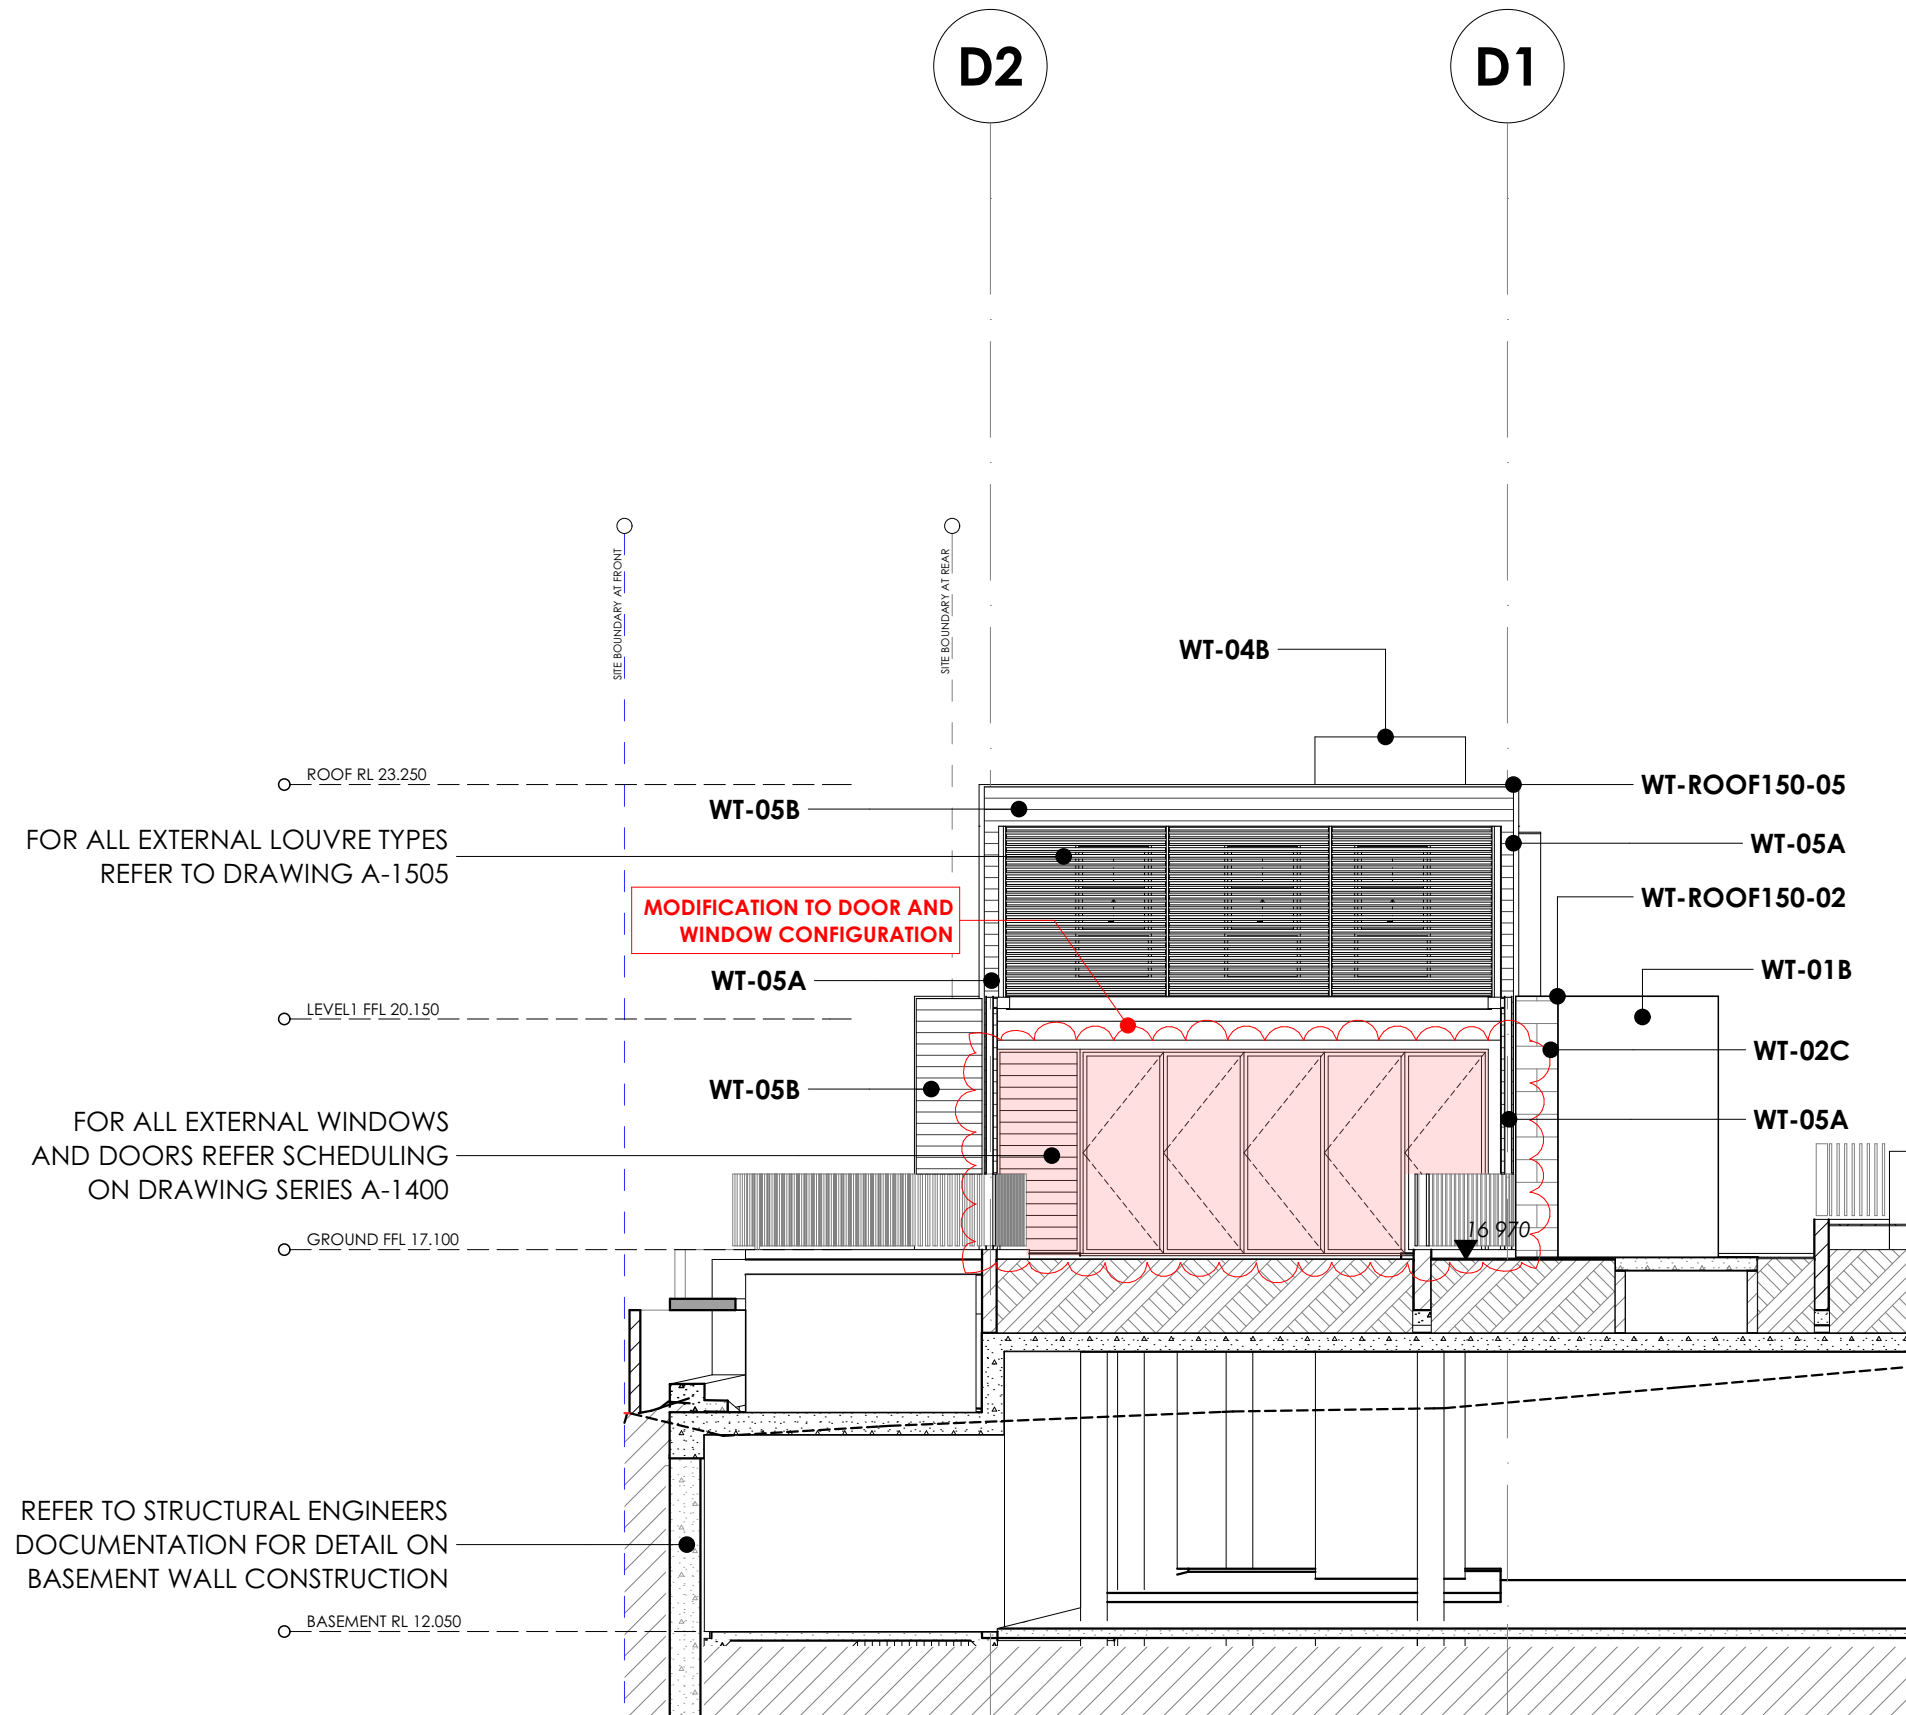 D2
D1
SITE BOUNDARY AT FRONT
SITE BOUNDARY AT REAR
WT-04B
ROOF RL 23.250
WT-ROOF150-05
WT-05B
FOR ALL EXTERNAL LOUVRE TYPES
REFER TO DRAWING A-1505
WT-05A
WT-ROOF150-02
MODIFICATION TO DOOR AND
WINDOW CONFIGURATION
WT-05A
WT-01B
LEVEL1 FFL 20.150
WT-02C
WT-05B
WT-05A
FOR ALL EXTERNAL WINDOWS
AND DOORS REFER SCHEDULING
ON DRAWING SERIES A-1400
16 970
GROUND FFL 17.100
REFER TO STRUCTURAL ENGINEERS
DOCUMENTATION FOR DETAIL ON
BASEMENT WALL CONSTRUCTION
BASEMENT RL 12.050